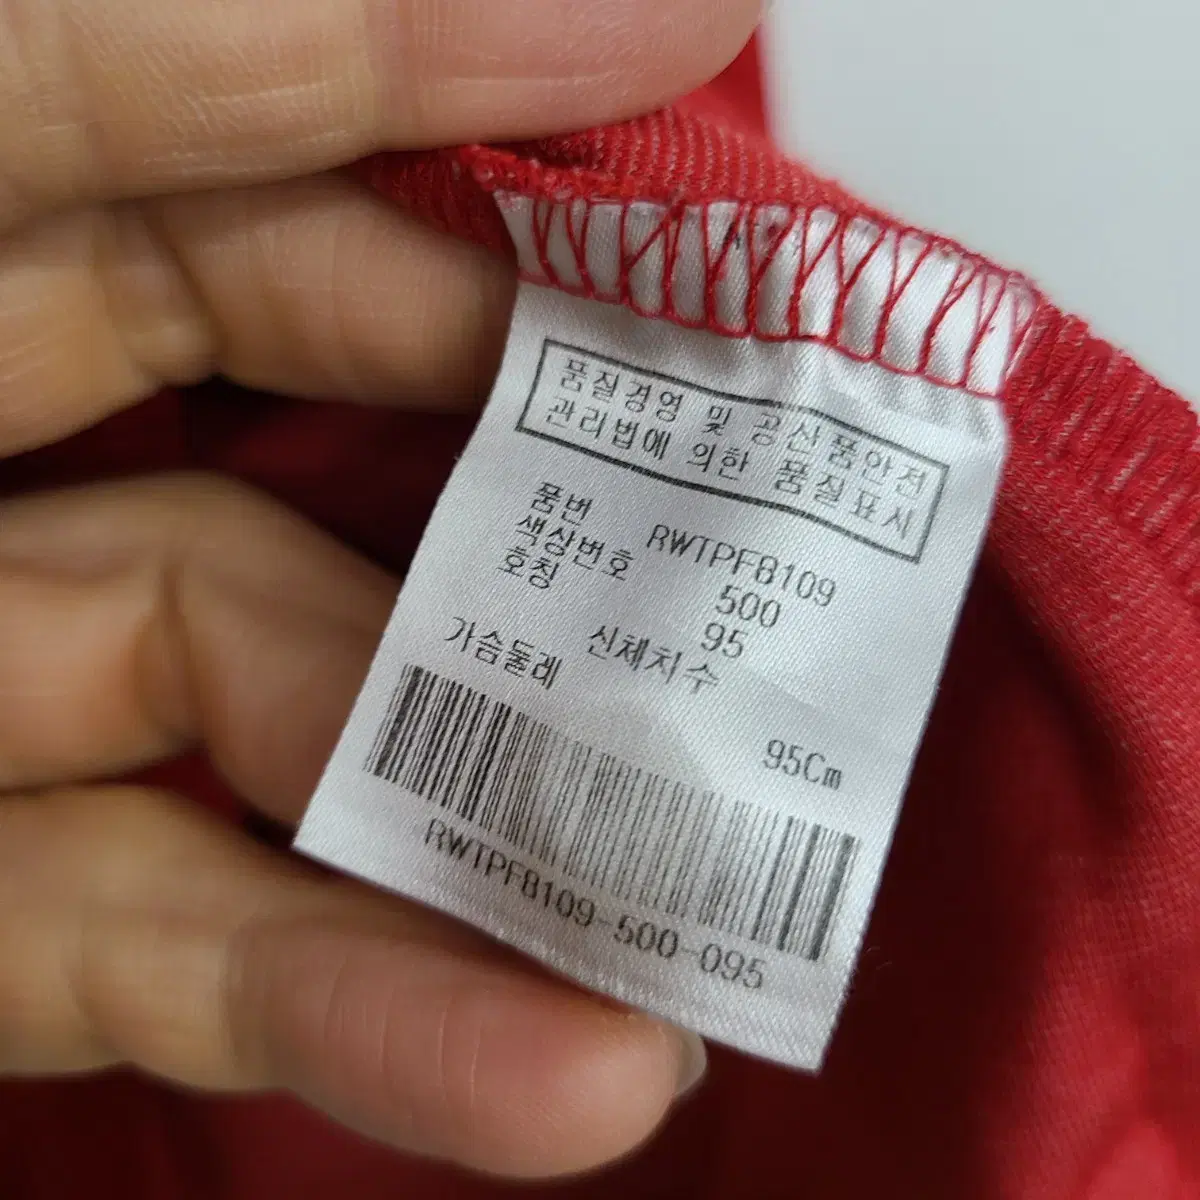 품질경영 및 공산품안전
관리법에 의한 품질표시
품번 RWTPF8109
색상번호 500
호칭 95
신체치수
가슴둘레 95Cm
RWTPF8109-500-095